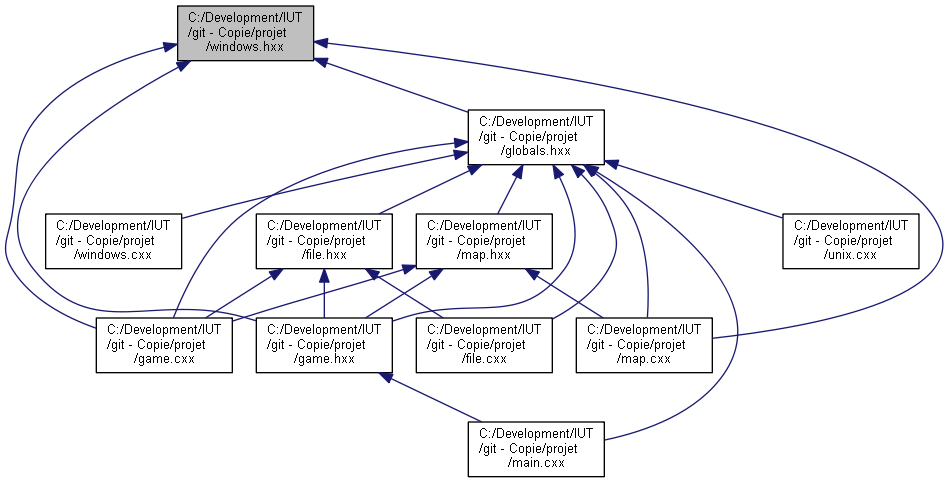 C:/Development/IUT
/git - Copie/projet
/windows.hxx
C:/Development/IUT
/git - Copie/projet
/globals.hxx
C:/Development/IUT
/git - Copie/projet
/windows.cxx
C:/Development/IUT
/git - Copie/projet
/file.hxx
C:/Development/IUT
/git - Copie/projet
/map.hxx
C:/Development/IUT
/git - Copie/projet
/unix.cxx
C:/Development/IUT
/git - Copie/projet
/game.cxx
C:/Development/IUT
/git - Copie/projet
/game.hxx
C:/Development/IUT
/git - Copie/projet
/file.cxx
C:/Development/IUT
/git - Copie/projet
/map.cxx
C:/Development/IUT
/git - Copie/projet
/main.cxx